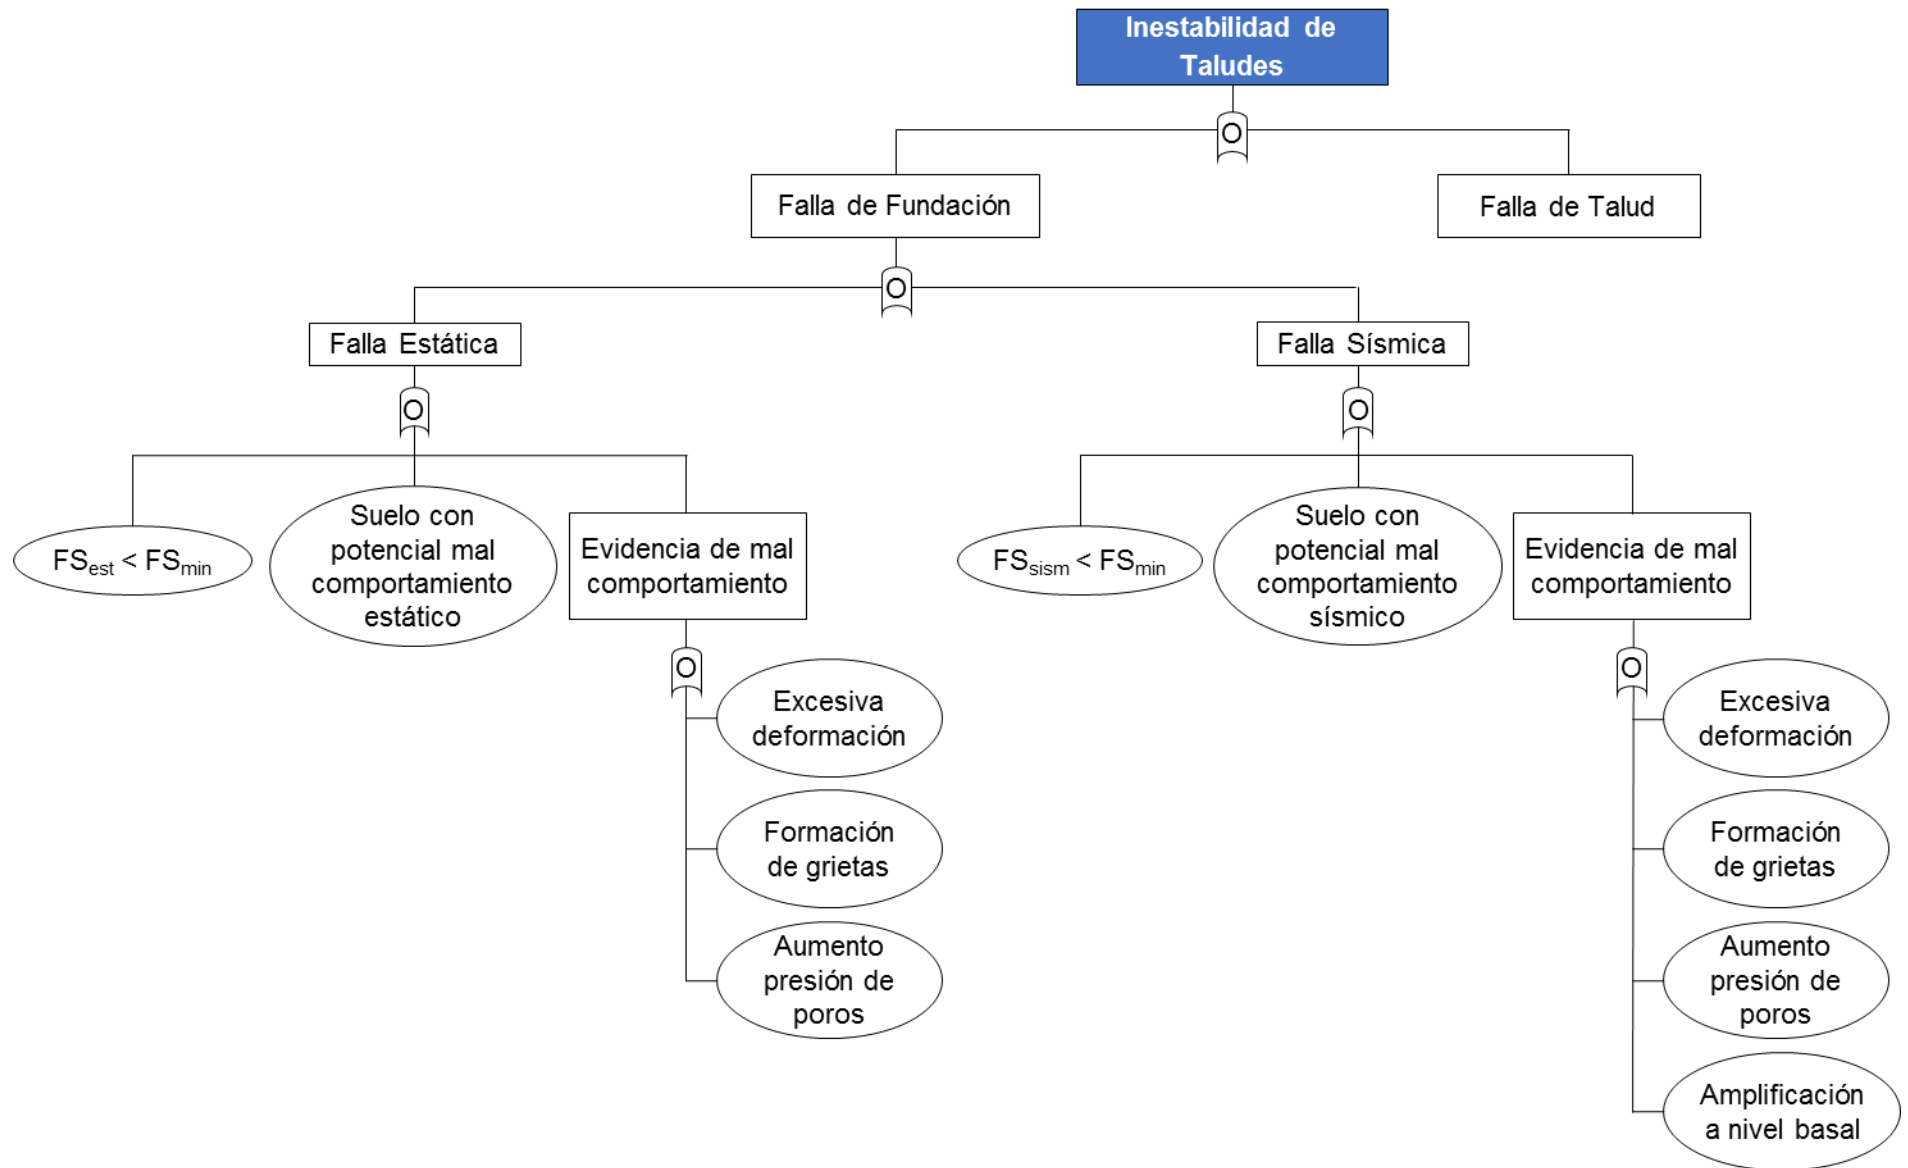 Inestabilidad de
Taludes
O
Falla de Fundación
Falla de Talud
O
Falla Estática
Falla Sísmica
O
O
FSest < FSmin
Suelo con
potencial mal
comportamiento
estático
Evidencia de mal
comportamiento
FSsism < FSmin
Suelo con
potencial mal
comportamiento
sísmico
Evidencia de mal
comportamiento
O
Excesiva
deformación
Formación
de grietas
Aumento
presión de
poros
O
Excesiva
deformación
Formación
de grietas
Aumento
presión de
poros
Amplificación
a nivel basal